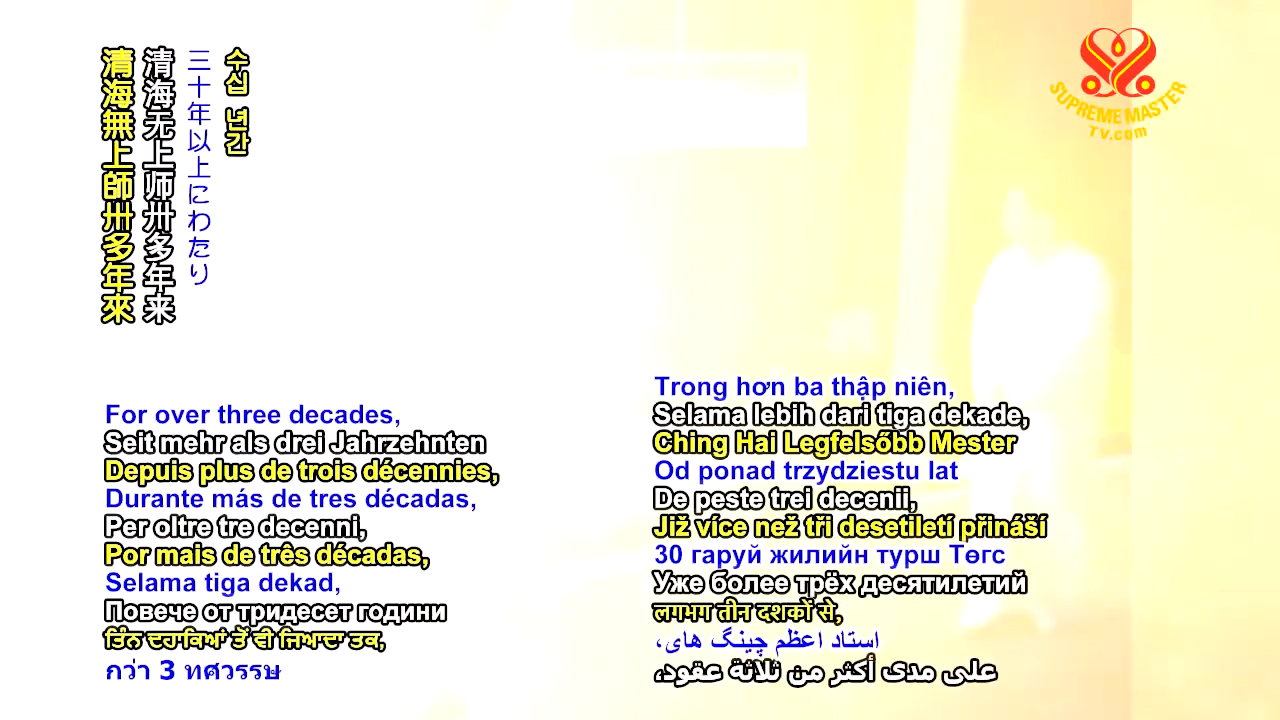 清海無上師卅多年來
清海无上师卅多年来
三十年以上にわたり
수십 년간
SUPREME MASTER
TV.com
For over three decades,
Seit mehr als drei Jahrzehnten
Depuis plus de trois décennies,
Durante más de tres décadas,
Per oltre tre decenni,
Por mais de três décadas,
Selama tiga dekad,
Повече от тридесет години
ਤਿੰਨ ਦਹਾਕਿਆਂ ਤੋਂ ਵੀ ਜਿਆਦਾ ਤਕ,
กว่า 3 ทศวรรษ
Trong hơn ba thập niên,
Selama lebih dari tiga dekade,
Ching Hai Legfelsőbb Mester
Od ponad trzydziestu lat
De peste trei decenii,
Již více než tři desetiletí přináší
30 гаруй жилийн турш Төгс
Уже более трёх десятилетий
लगभग तीन दशकों से,
استاد اعظم چینگ های،
على مدى أكثر من ثلاثة عقود،